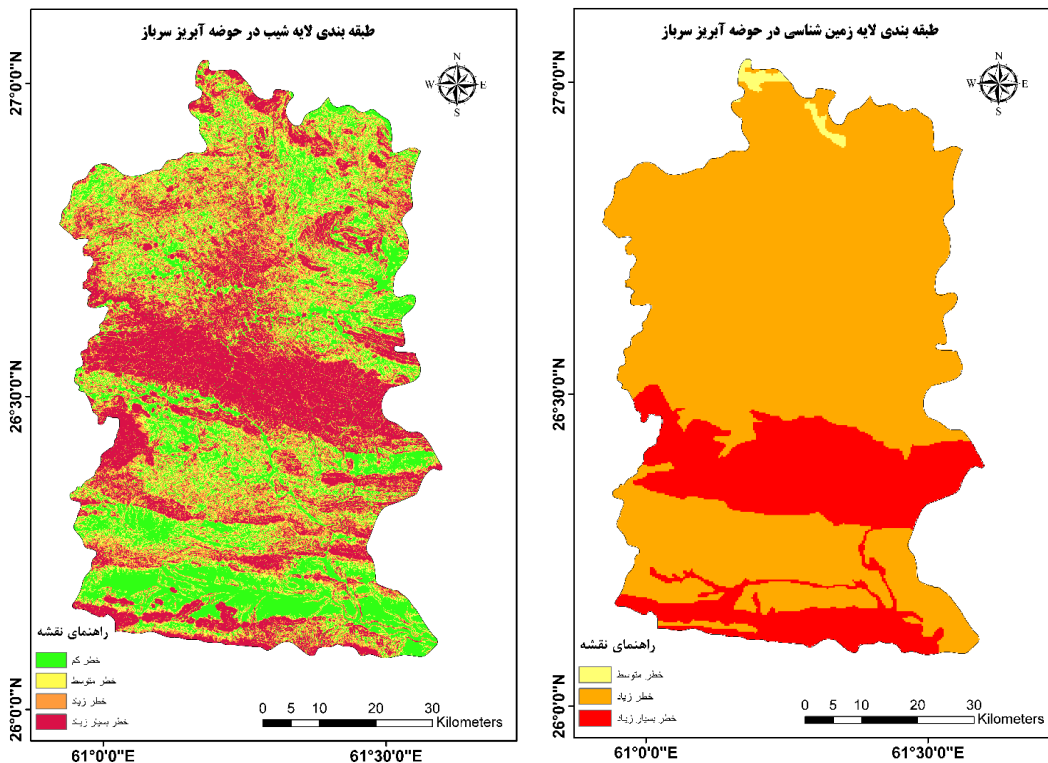 طبقه بندی لایه شیب در حوضه آبریز سرباز
N
W E
S
27°0'0"N
26°30'0"N
26°0'0"N
راهنمای نقشه
خطر کم
خطر متوسط
خطر زیاد
خطر بسیار زیاد
0 5 10 20 30
Kilometers
61°0'0"E 61°30'0"E
طبقه بندی لایه زمین شناسی در حوضه آبریز سرباز
N
W E
S
27°0'0"N
26°30'0"N
26°0'0"N
راهنمای نقشه
خطر متوسط
خطر زیاد
خطر بسیار زیاد
0 5 10 20 30
Kilometers
61°0'0"E 61°30'0"E